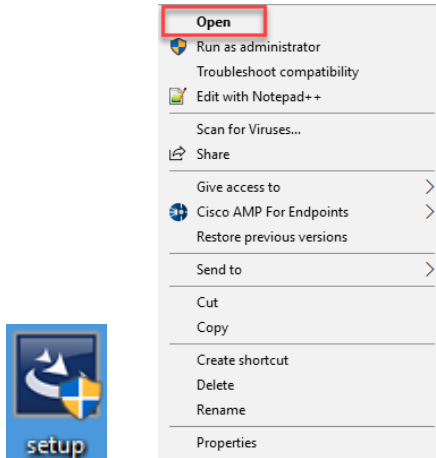 Open
Run as administrator
Troubleshoot compatibility
Edit with Notepad++
Scan for Viruses...
Share
Give access to
Cisco AMP For Endpoints
Restore previous versions
Send to
Cut
Copy
Create shortcut
Delete
Rename
Properties
setup